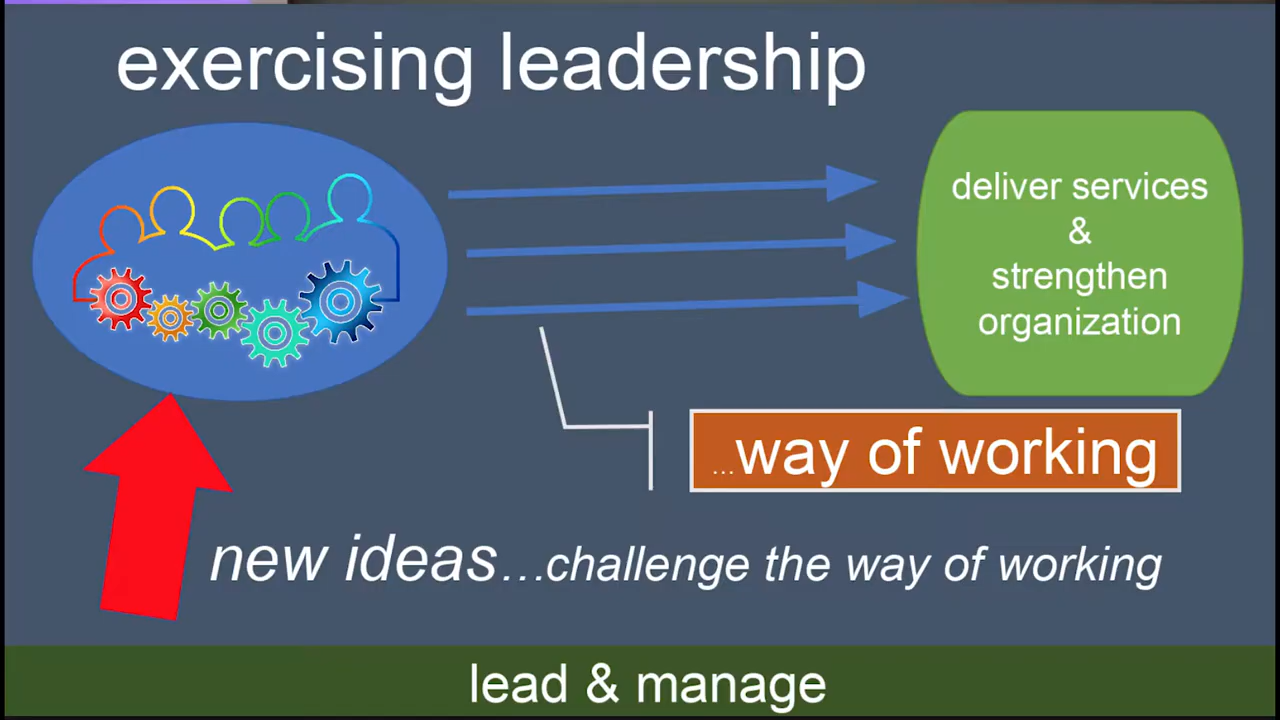 exercising leadership
deliver services
&
strengthen
organization
...way of working
new ideas...challenge the way of working
lead & manage